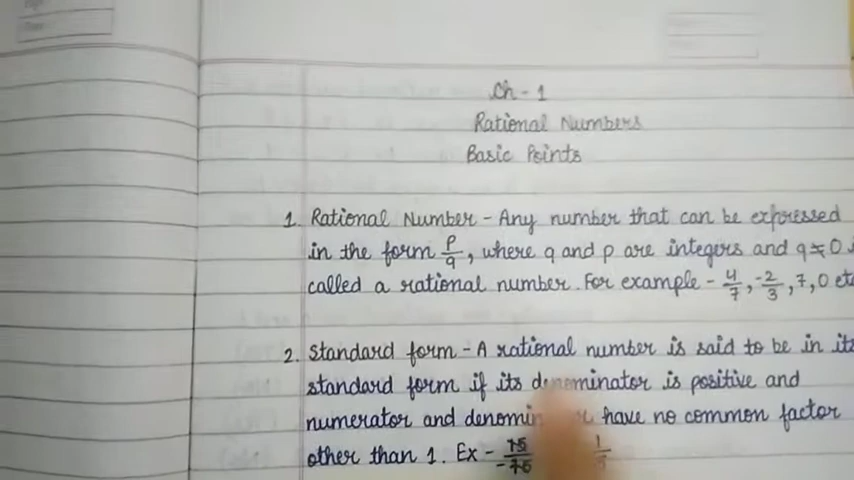 Ch - 1
Rational Numbers
Basic Points
1. Rational Number - Any number that can be expressed
in the form p/q, where q and p are integers and q ≠ 0
called a rational number. For example - 4/7, -2/3, 7, 0 etc
2. Standard form - A rational number is said to be in its
standard form if its denominator is positive and
numerator and have no common factor
other than 1. Ex - 15/-75